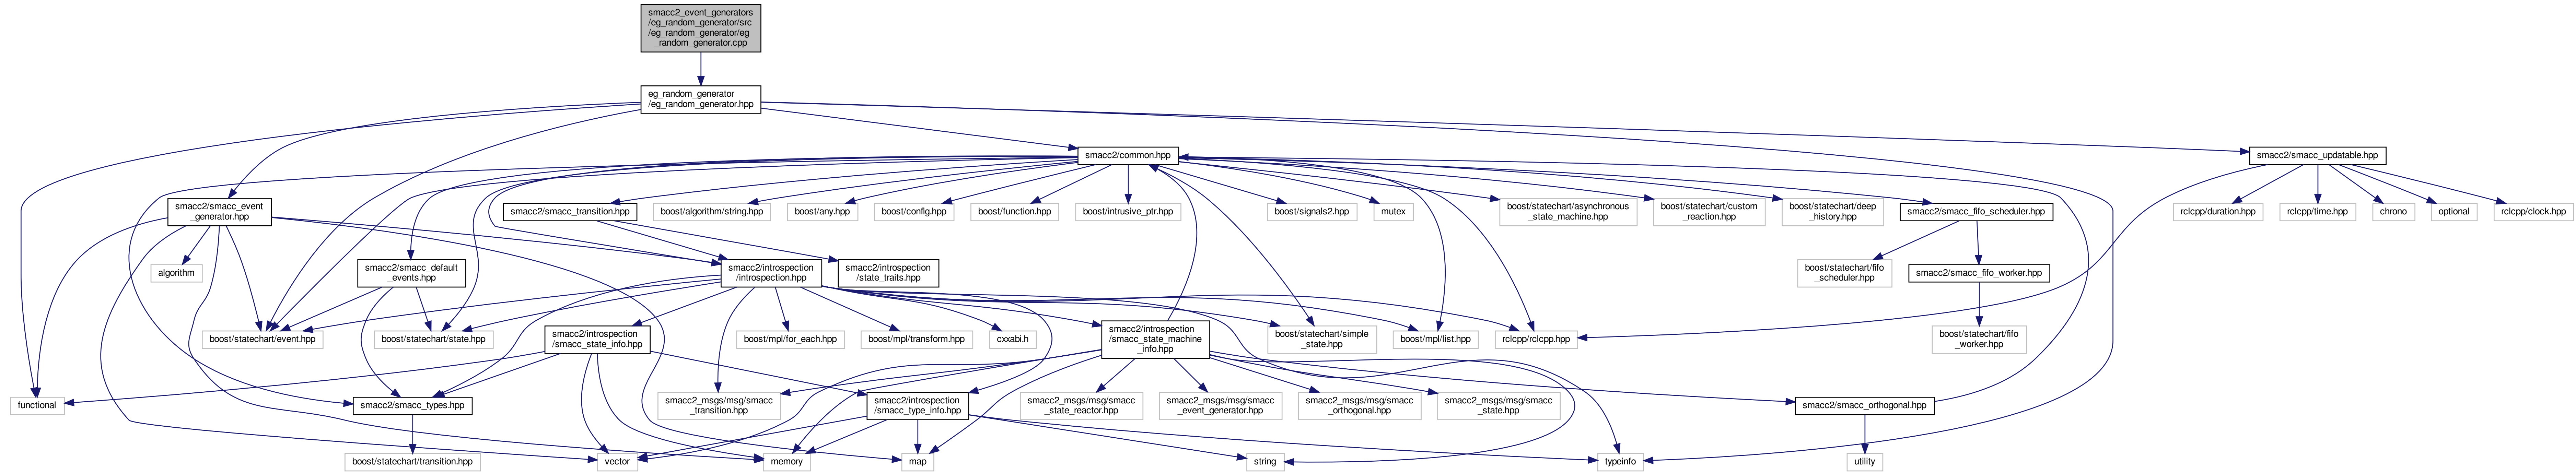 smacc2_event_generators
/eg_random_generator/src
/eg_random_generator/eg
_random_generator.cpp
eg_random_generator
/eg_random_generator.hpp
smacc2/common.hpp
smacc2/smacc_updatable.hpp
smacc2/smacc_event
_generator.hpp
smacc2/smacc_transition.hpp
boost/algorithm/string.hpp
boost/any.hpp
boost/config.hpp
boost/function.hpp
boost/intrusive_ptr.hpp
boost/signals2.hpp
mutex
boost/statechart/asynchronous
_state_machine.hpp
boost/statechart/custom
_reaction.hpp
boost/statechart/deep
_history.hpp
smacc2/smacc_fifo_scheduler.hpp
rclcpp/duration.hpp
rclcpp/time.hpp
chrono
optional
rclcpp/clock.hpp
algorithm
smacc2/smacc_default
_events.hpp
smacc2/introspection
/introspection.hpp
smacc2/introspection
/state_traits.hpp
boost/statechart/fifo
_scheduler.hpp
smacc2/smacc_fifo_worker.hpp
boost/statechart/event.hpp
boost/statechart/state.hpp
smacc2/introspection
/smacc_state_info.hpp
boost/mpl/for_each.hpp
boost/mpl/transform.hpp
cxxabi.h
smacc2/introspection
/smacc_state_machine
_info.hpp
boost/statechart/simple
_state.hpp
boost/mpl/list.hpp
rclcpp/rclcpp.hpp
boost/statechart/fifo
_worker.hpp
functional
smacc2/smacc_types.hpp
smacc2_msgs/msg/smacc
_transition.hpp
smacc2/introspection
/smacc_type_info.hpp
smacc2_msgs/msg/smacc
_state_reactor.hpp
smacc2_msgs/msg/smacc
_event_generator.hpp
smacc2_msgs/msg/smacc
_orthogonal.hpp
smacc2_msgs/msg/smacc
_state.hpp
smacc2/smacc_orthogonal.hpp
boost/statechart/transition.hpp
vector
memory
map
string
typeinfo
utility